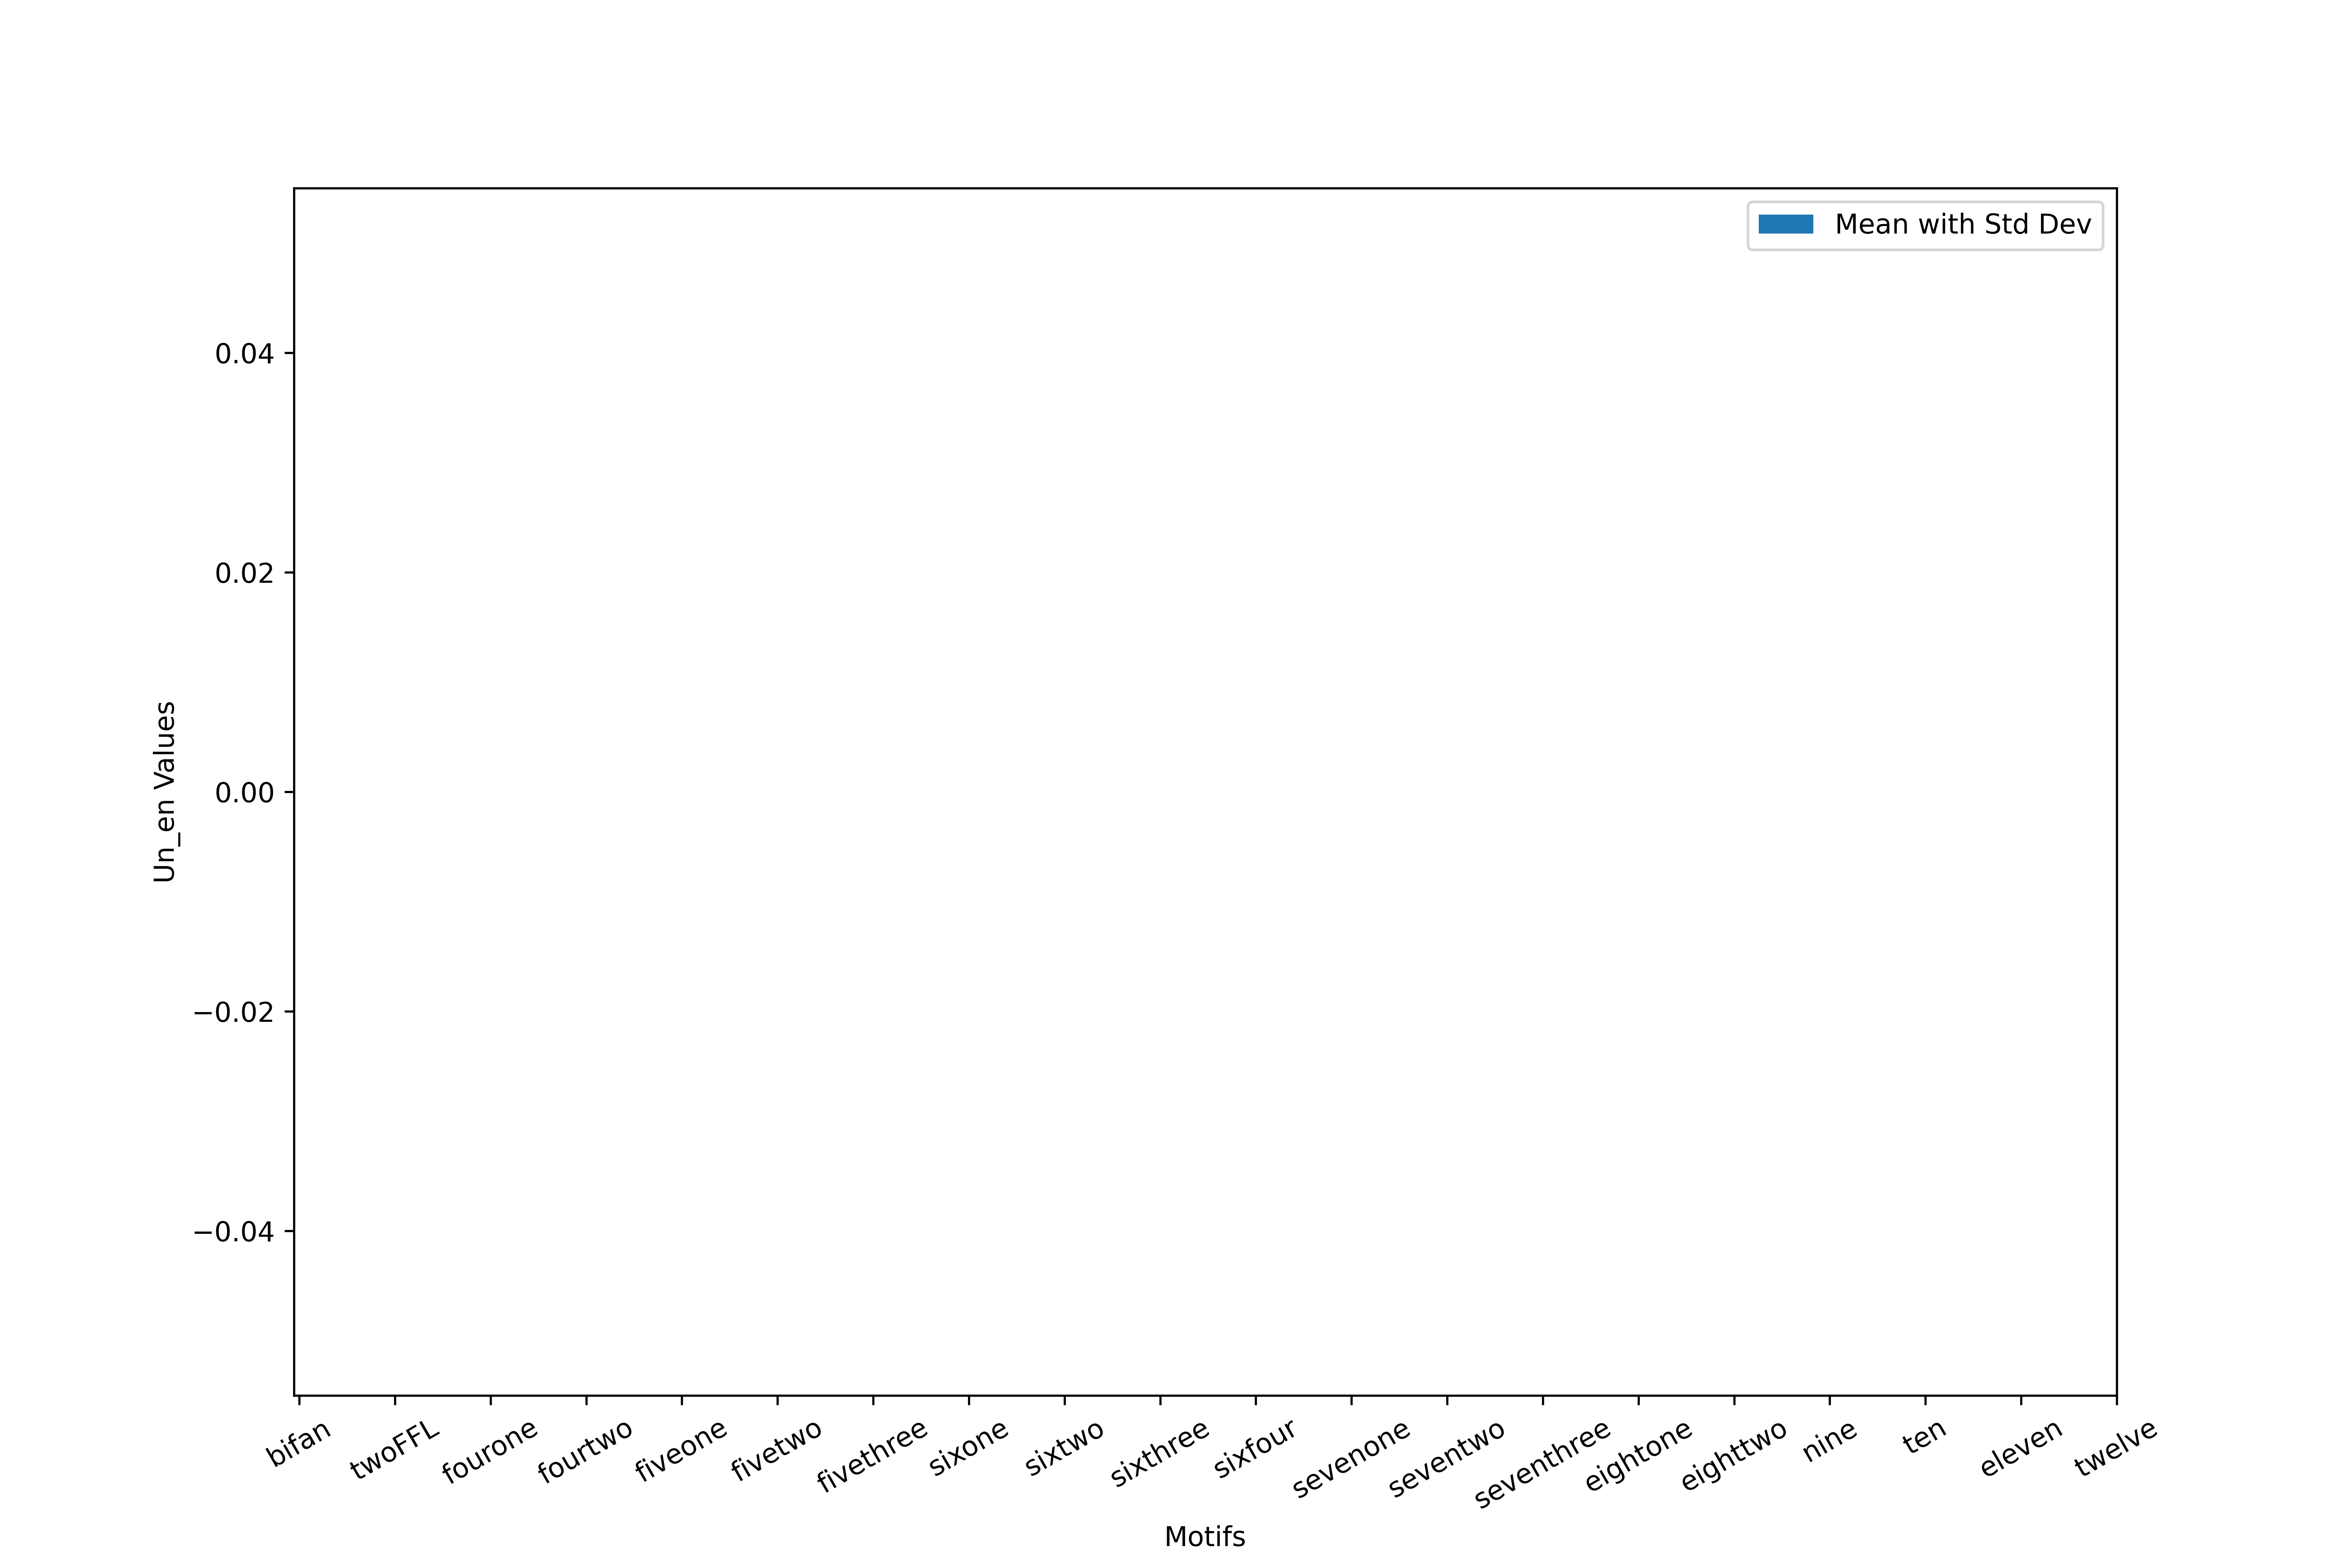 Mean with Std Dev
0.04
0.02
0.00
−0.02
−0.04
Un_en Values
bifan
twoFFL
fourone
fourtwo
fiveone
fivetwo
fivethree
sixone
sixtwo
sixthree
sixfour
sevenone
seventwo
seventhree
eightone
eighttwo
nine
ten
eleven
twelve
Motifs